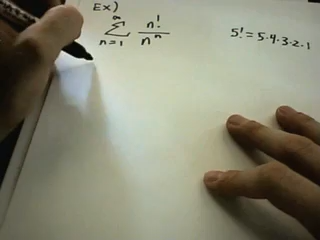 Ex)
∞
∑ n!/nⁿ
n=1
5! = 5·4·3·2·1